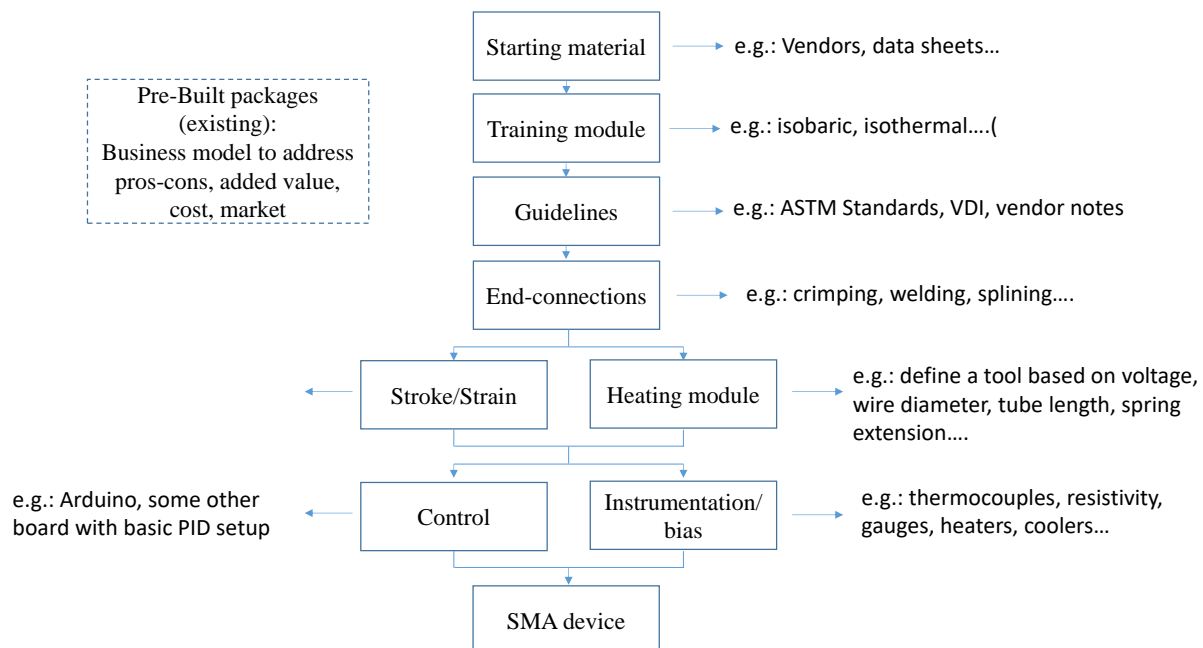 Starting material
e.g.: Vendors, data sheets…
Pre-Built packages
(existing):
Business model to address
pros-cons, added value,
cost, market
Training module
e.g.: isobaric, isothermal….(
Guidelines
e.g.: ASTM Standards, VDI, vendor notes
End-connections
e.g.: crimping, welding, splining….
Stroke/Strain
Heating module
e.g.: define a tool based on voltage,
wire diameter, tube length, spring
extension….
e.g.: Arduino, some other
board with basic PID setup
Control
Instrumentation/
bias
e.g.: thermocouples, resistivity,
gauges, heaters, coolers…
SMA device